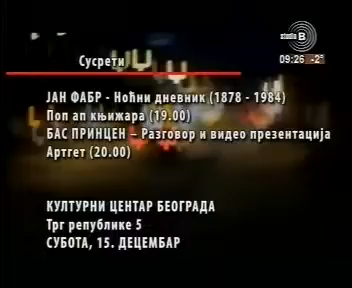 Сусрети
studio B
09:26 -2°
ЈАН ФАБР - Ноћни дневник (1878 - 1984)
Поп ап књижара (19.00)
БАС ПРИНЦЕН – Разговор и видео презентација
Артгет (20.00)
КУЛТУРНИ ЦЕНТАР БЕОГРАДА
Трг републике 5
СУБОТА, 15. ДЕЦЕМБАР